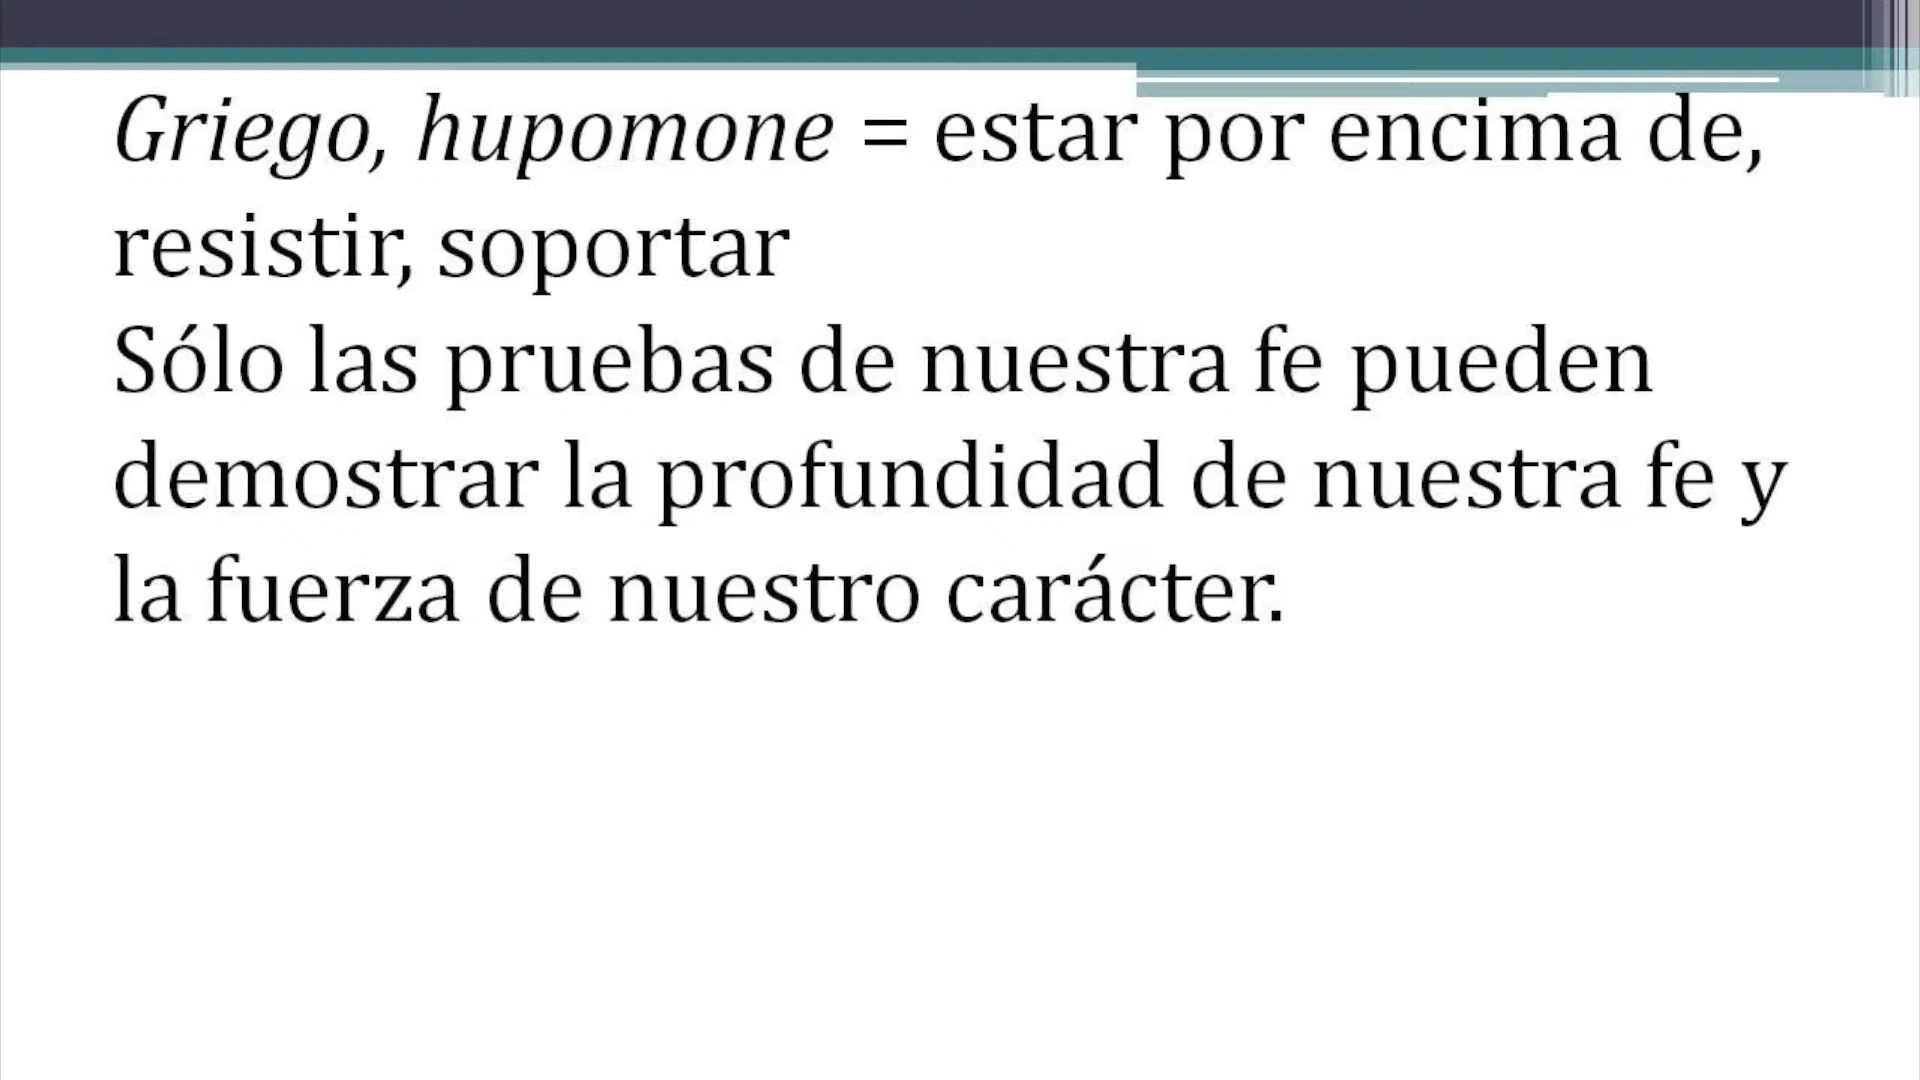 Griego, hupomone = estar por encima de,
resistir, soportar
Sólo las pruebas de nuestra fe pueden
demostrar la profundidad de nuestra fe y
la fuerza de nuestro carácter.